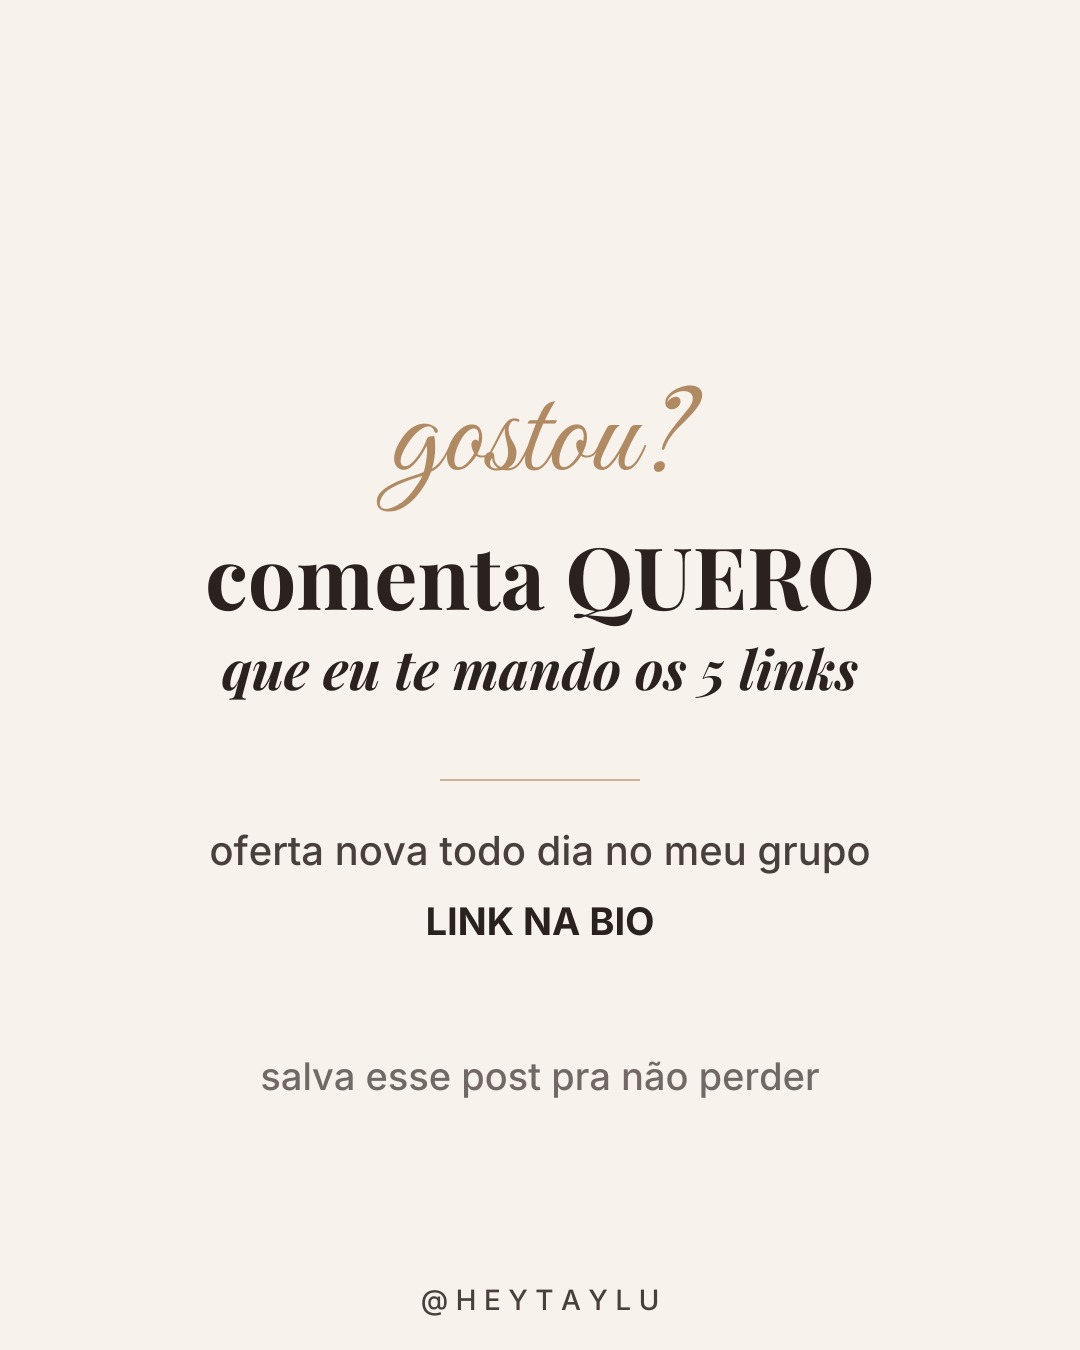 gostou?
comenta QUERO
que eu te mando os 5 links
oferta nova todo dia no meu grupo
LINK NA BIO
salva esse post pra não perder
@HEYTAYLU